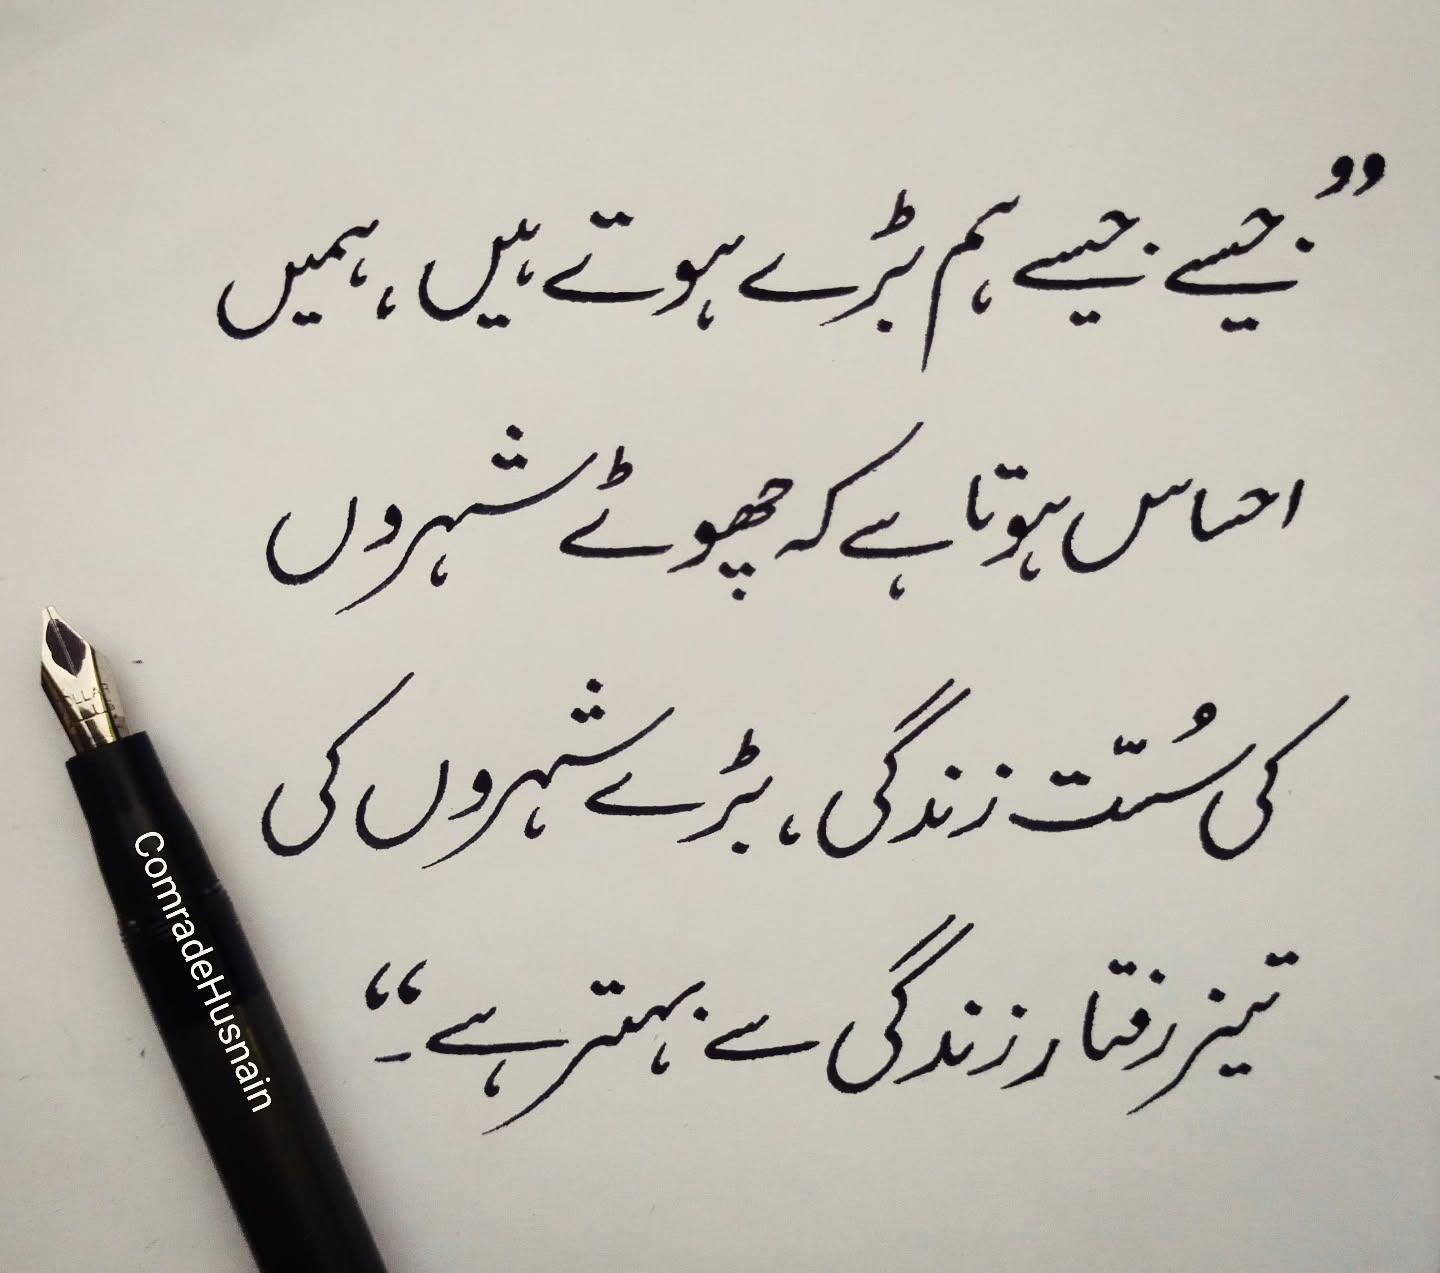 ”جیسے جیسے ہم بڑے ہوتے ہیں، ہمیں
احساس ہوتا ہے کہ چھوٹے شہروں
کی سُست زندگی، بڑے شہروں کی
تیز رفتار زندگی سے بہتر ہے۔“
ComradeHusnain